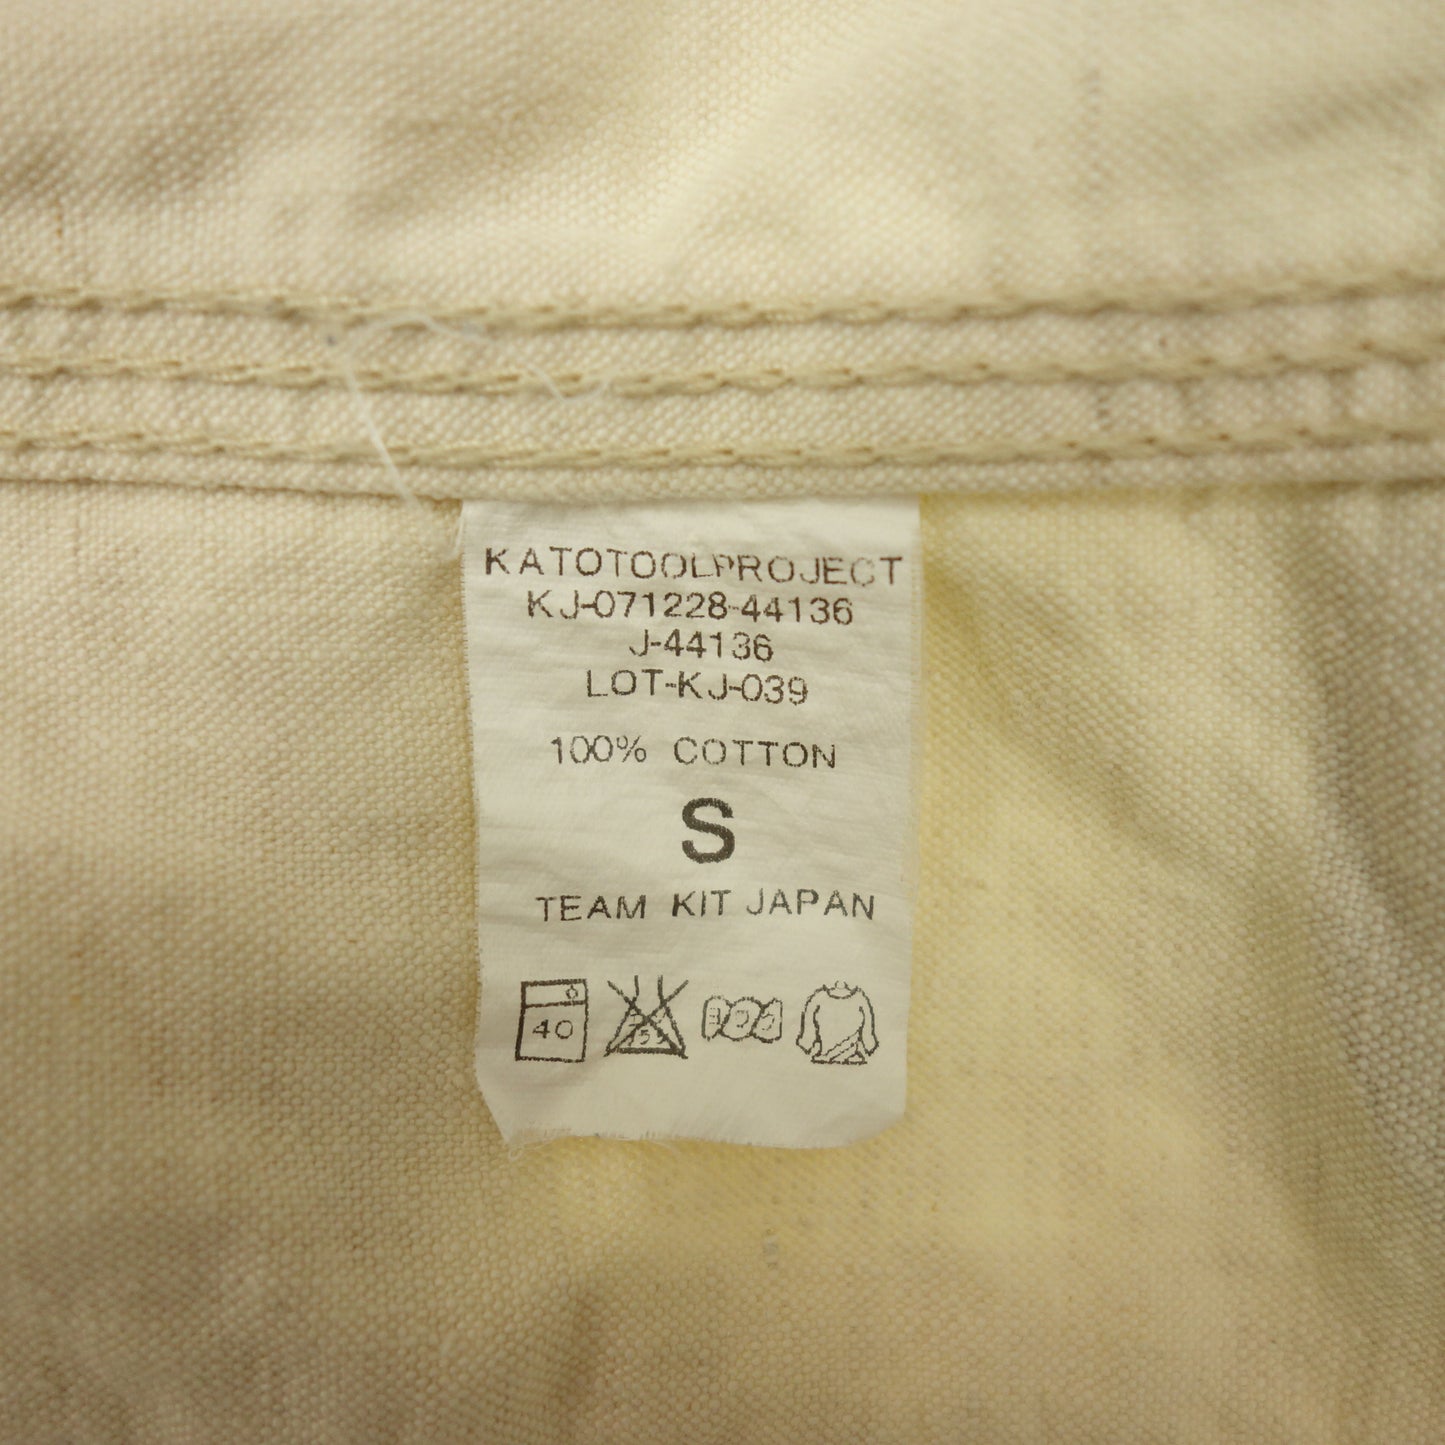 KATOTOOLPROJECT
KJ-071228-44136
J-44136
LOT-KJ-039
100% COTTON
S
TEAM KIT JAPAN
40